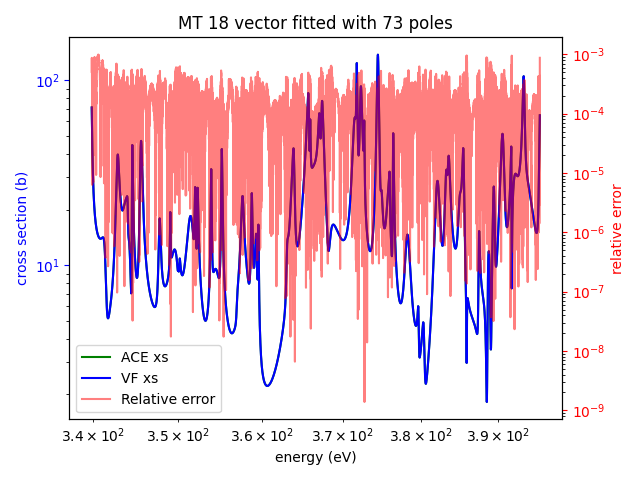 MT 18 vector fitted with 73 poles
cross section (b)
10²
10¹
10⁻³
10⁻⁴
10⁻⁵
10⁻⁶
10⁻⁷
10⁻⁸
10⁻⁹
relative error
ACE xs
VF xs
Relative error
3.4 × 10² 3.5 × 10² 3.6 × 10² 3.7 × 10² 3.8 × 10² 3.9 × 10²
energy (eV)